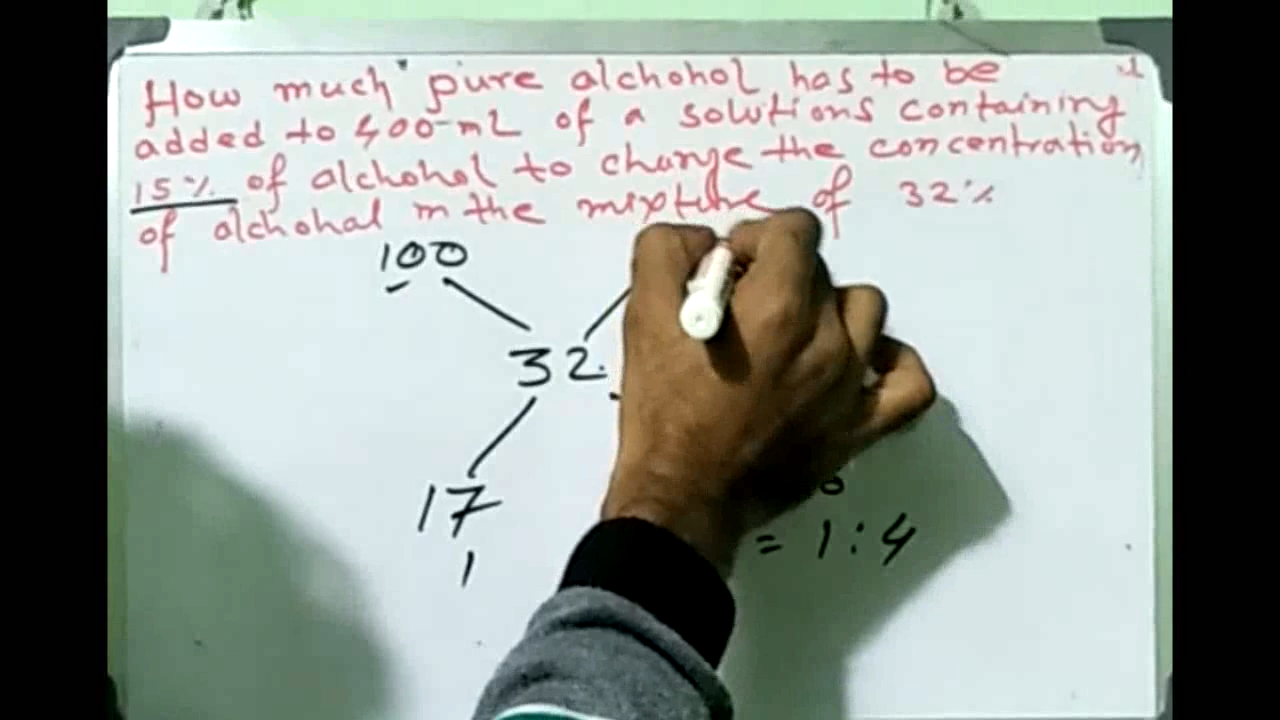 How much pure alchohol has to be
added to 400-mL of a solutions containing
15% of alchohol to change the concentration
of alchohal in the mixture of 32%
100
32
17
1 = 1:4